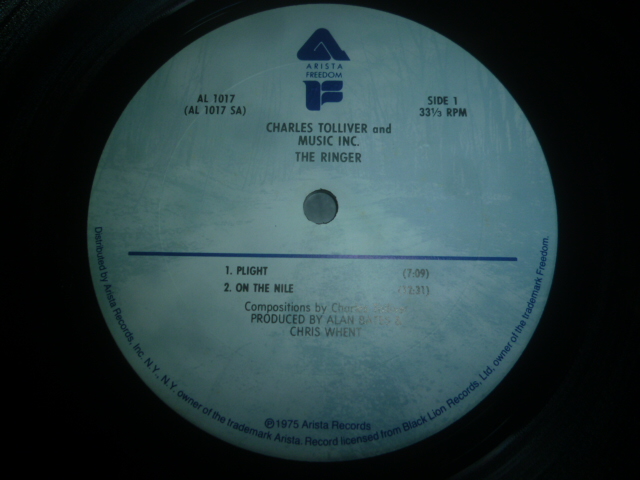 ARISTA
FREEDOM
AL 1017
(AL 1017 SA)
SIDE 1
33⅓ RPM
CHARLES TOLLIVER and
MUSIC INC.
THE RINGER
1. PLIGHT (7:09)
2. ON THE NILE (12:31)
Compositions by
PRODUCED BY ALAN
CHRIS WHENT
℗1975 Arista Records
Distributed by Arista Records, Inc. N.Y., N.Y. owner of the trademark Arista. Record licensed from Black Lion Records, Ltd. owner of the trademark Freedom.